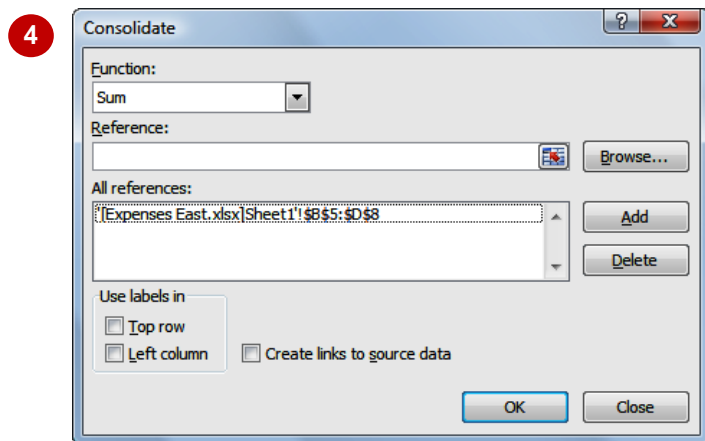 4
Consolidate
Function:
Sum
Reference:
Browse...
All references:
'[Expenses East.xlsx]Sheet1'!$B$5:$D$8
Add
Delete
Use labels in
Top row
Left column
Create links to source data
OK
Close